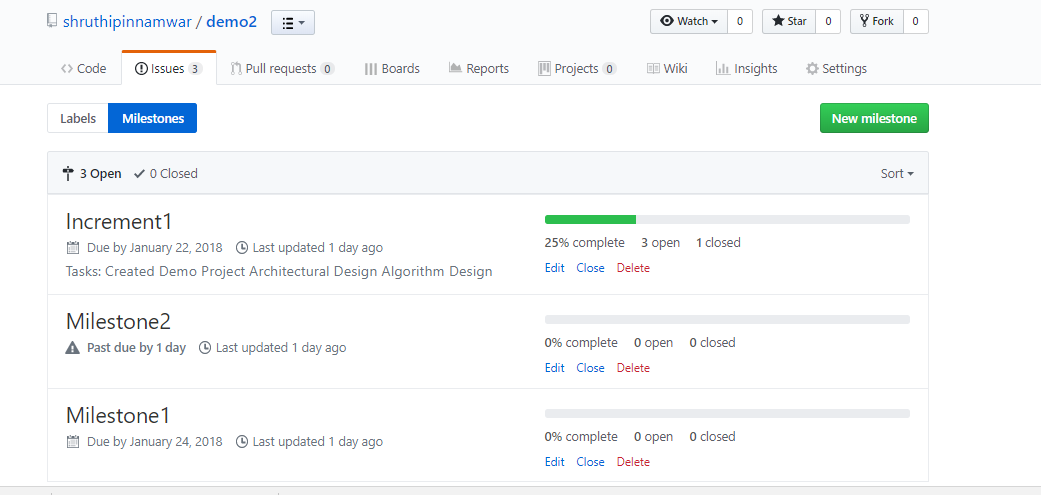 shruthipinnamwar / demo2 Watch 0 Star 0 Fork 0
Code Issues 3 Pull requests 0 Boards Reports Projects 0 Wiki Insights Settings
Labels Milestones New milestone
3 Open 0 Closed Sort
Increment1
Due by January 22, 2018 Last updated 1 day ago
Tasks: Created Demo Project Architectural Design Algorithm Design
25% complete 3 open 1 closed
Edit Close Delete
Milestone2
Past due by 1 day Last updated 1 day ago
0% complete 0 open 0 closed
Edit Close Delete
Milestone1
Due by January 24, 2018 Last updated 1 day ago
0% complete 0 open 0 closed
Edit Close Delete